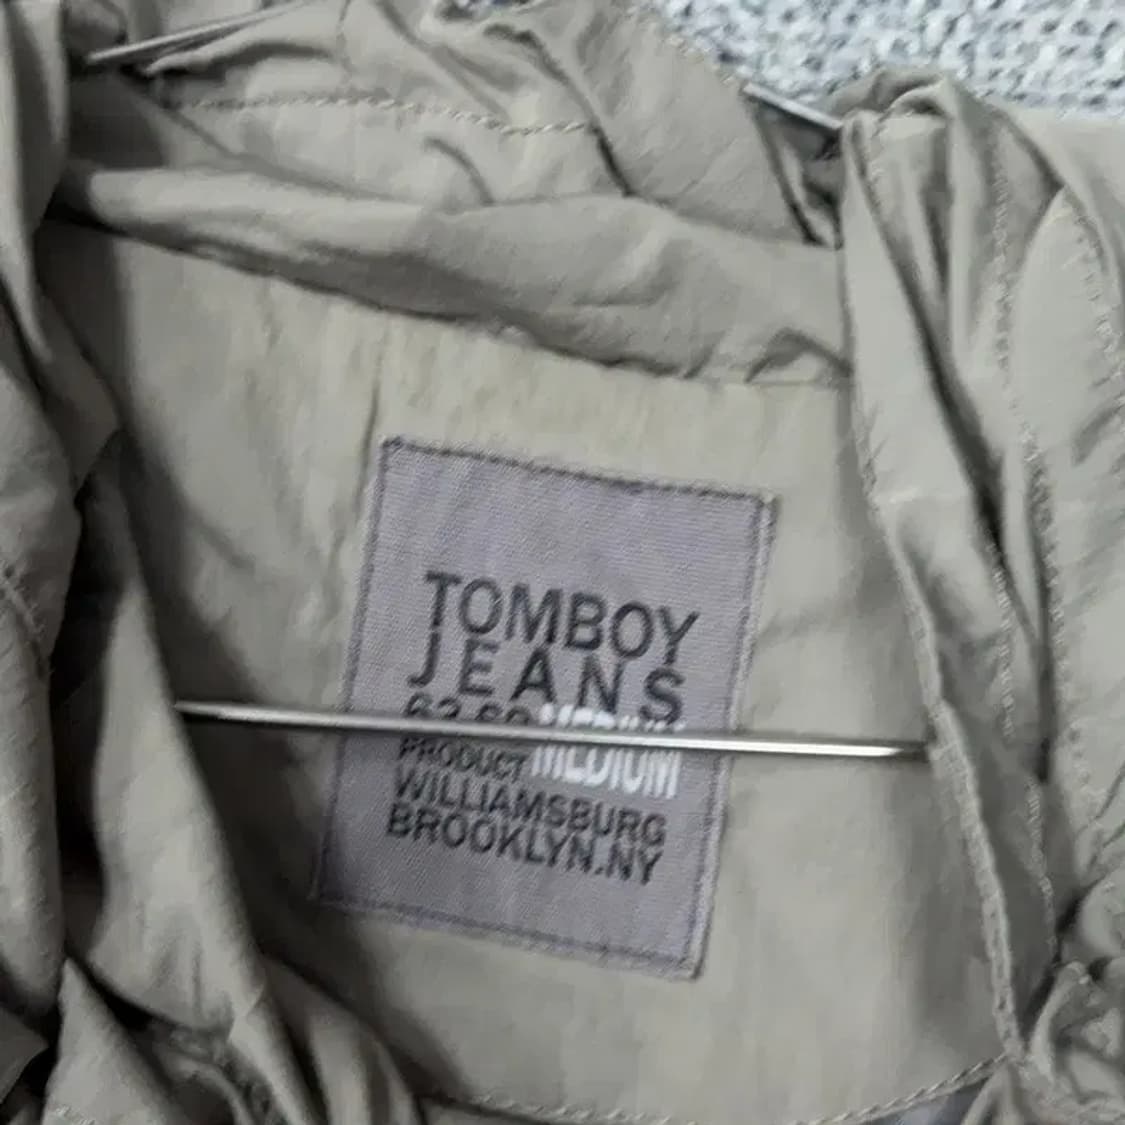 TOMBOY
JEANS
MEDIUM
PRODUCT
WILLIAMSBURG
BROOKLYN.NY